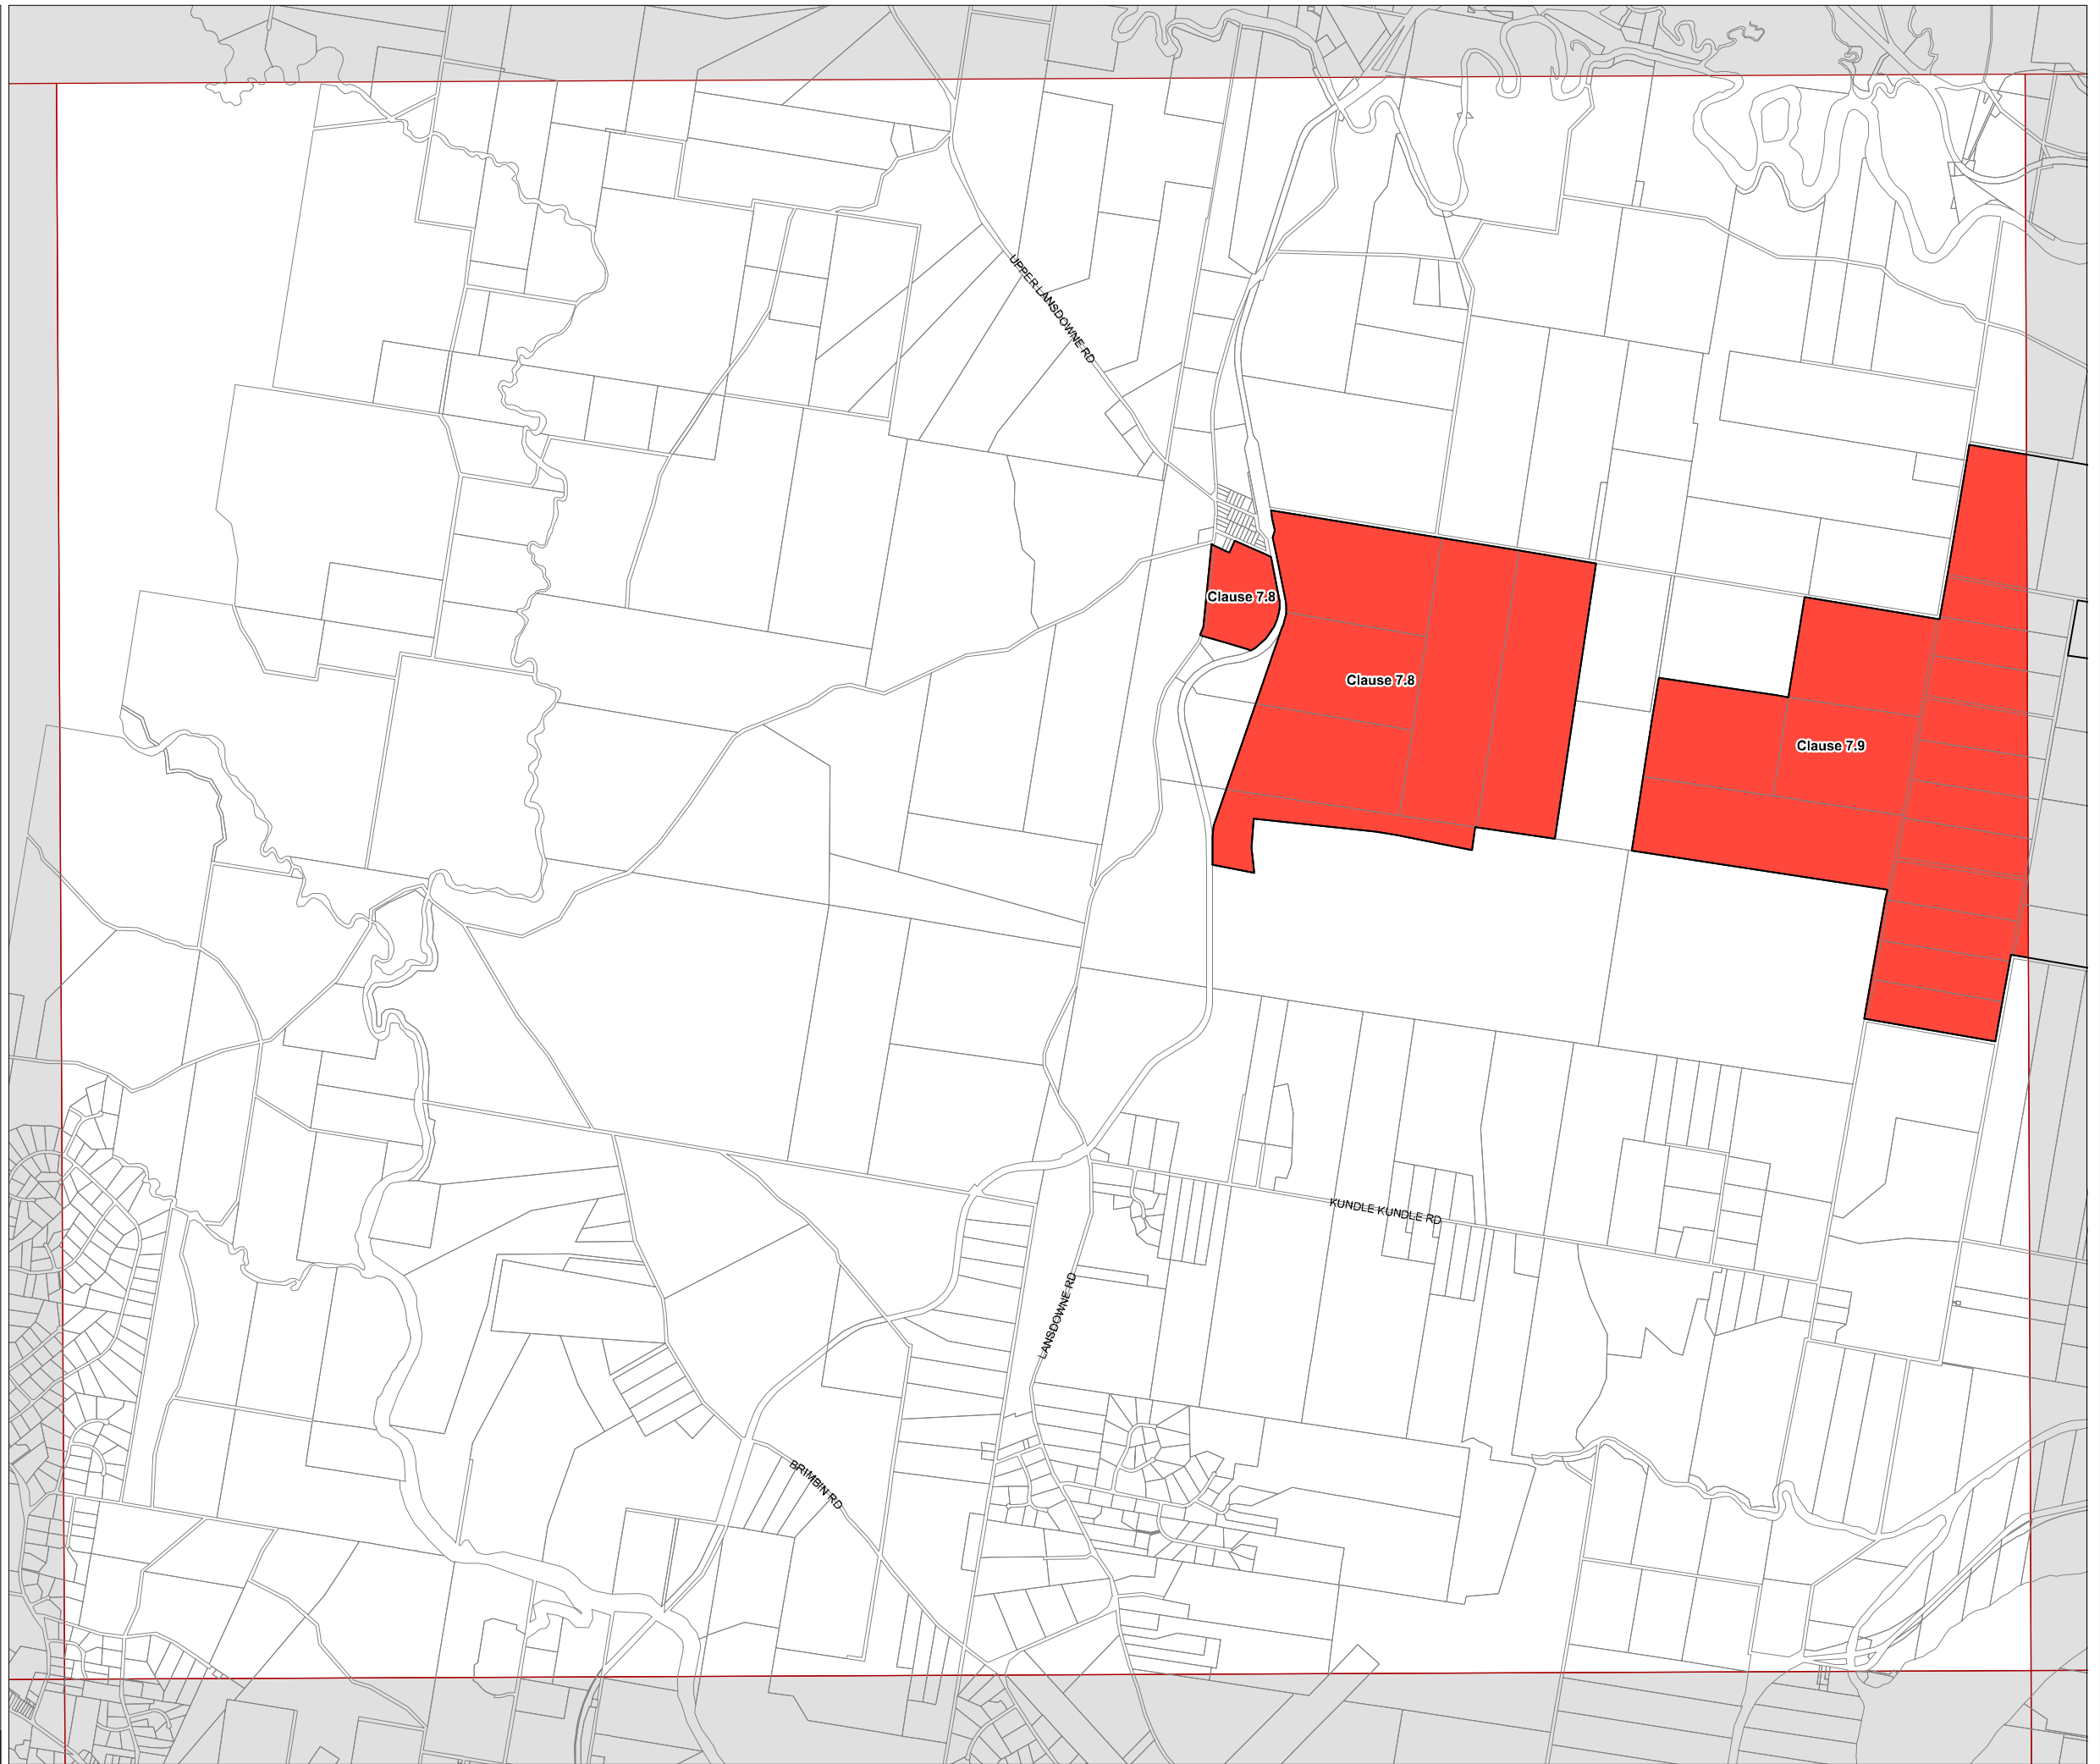 UPPER LANSDOWNE RD
Clause 7.8
Clause 7.8
Clause 7.9
KUNDLE KUNDLE RD
LANSDOWNE RD
BRIMBIN RD